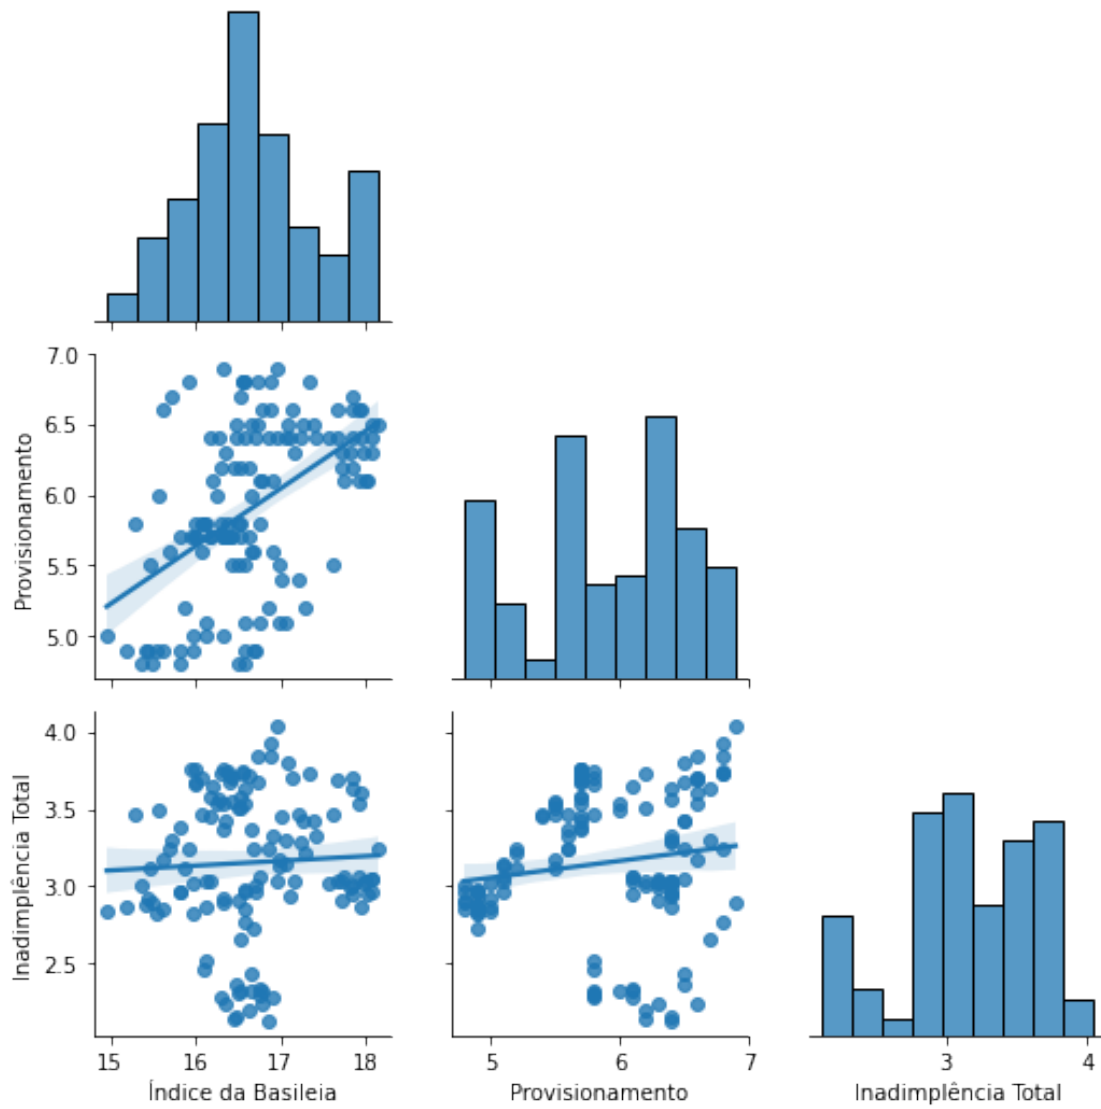 7.0
6.5
6.0
5.5
5.0
Provisionamento
4.0
3.5
3.0
2.5
Inadimplência Total
15 16 17 18
Índice da Basileia
5 6 7
Provisionamento
3 4
Inadimplência Total